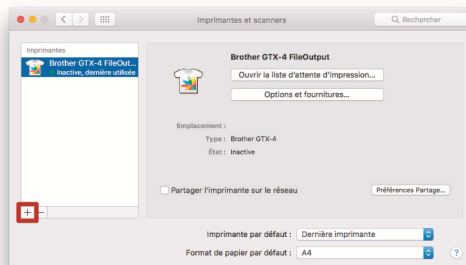 Imprimantes et scanners
Rechercher
Imprimantes
Brother GTX-4 FileOut...
Inactive, dernière utilisée
Brother GTX-4 FileOutput
Ouvrir la liste d'attente d'impression...
Options et fournitures...
Emplacement :
Type : Brother GTX-4
État : Inactive
Partager l'imprimante sur le réseau
Préférences Partage...
+ −
Imprimante par défaut : Dernière imprimante
Format de papier par défaut : A4
?